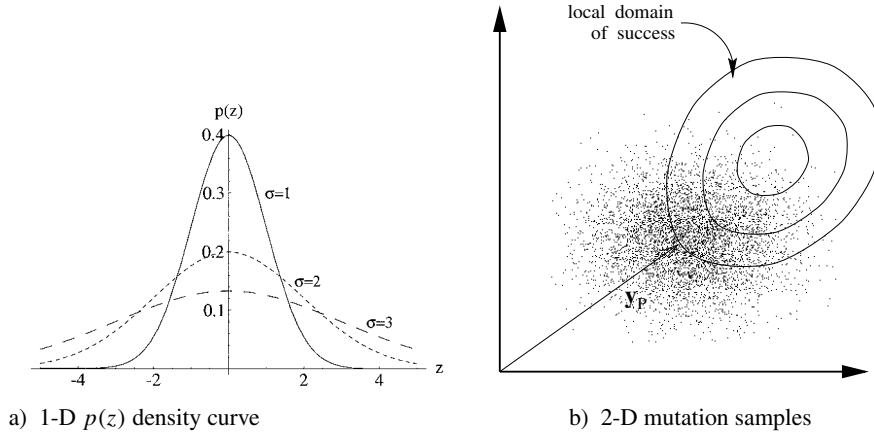 p(z)
0.4
0.3
σ=1
0.2
σ=2
0.1
σ=3
-4
-2
2
4
z
a) 1-D p(z) density curve
local domain
of success
y_P
b) 2-D mutation samples